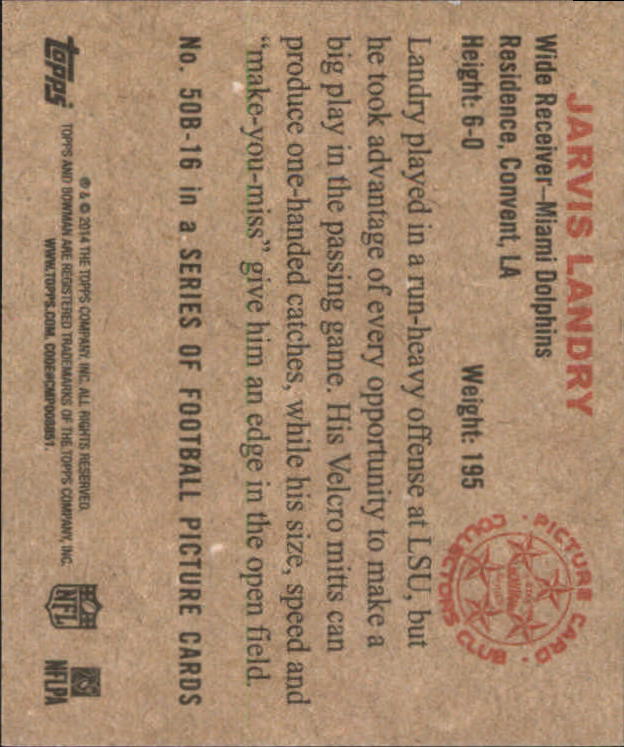 JARVIS LANDRY
Wide Receiver—Miami Dolphins
Residence, Convent, LA
Height: 6-0 Weight: 195
PICTURE CARD
COLLECTORS CLUB
Landry played in a run-heavy offense at LSU, but
he took advantage of every opportunity to make a
big play in the passing game. His Velcro mitts can
produce one-handed catches, while his size, speed and
“make-you-miss” give him an edge in the open field.
No. 50B-16 in a SERIES OF FOOTBALL PICTURE CARDS
® & © 2014 THE TOPPS COMPANY, INC. ALL RIGHTS RESERVED.
topps TOPPS AND BOWMAN ARE REGISTERED TRADEMARKS OF THE TOPPS COMPANY, INC.
WWW.TOPPS.COM. CODE#CMP008851.
NFL
NFLPA